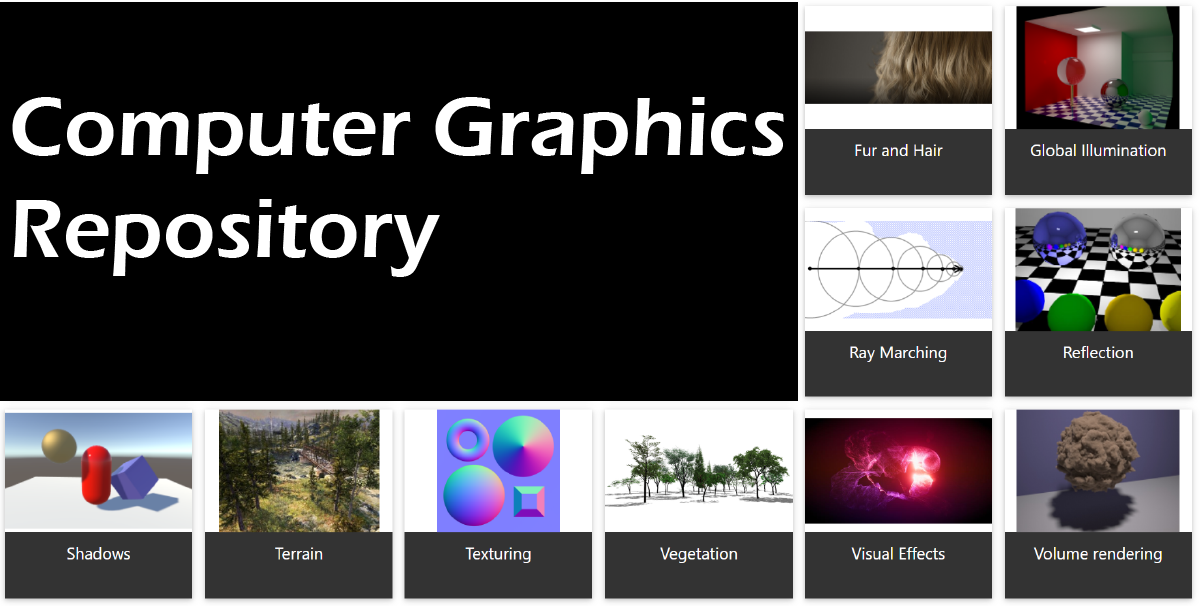 Computer Graphics
Repository
Fur and Hair
Global Illumination
Ray Marching
Reflection
Shadows
Terrain
Texturing
Vegetation
Visual Effects
Volume rendering